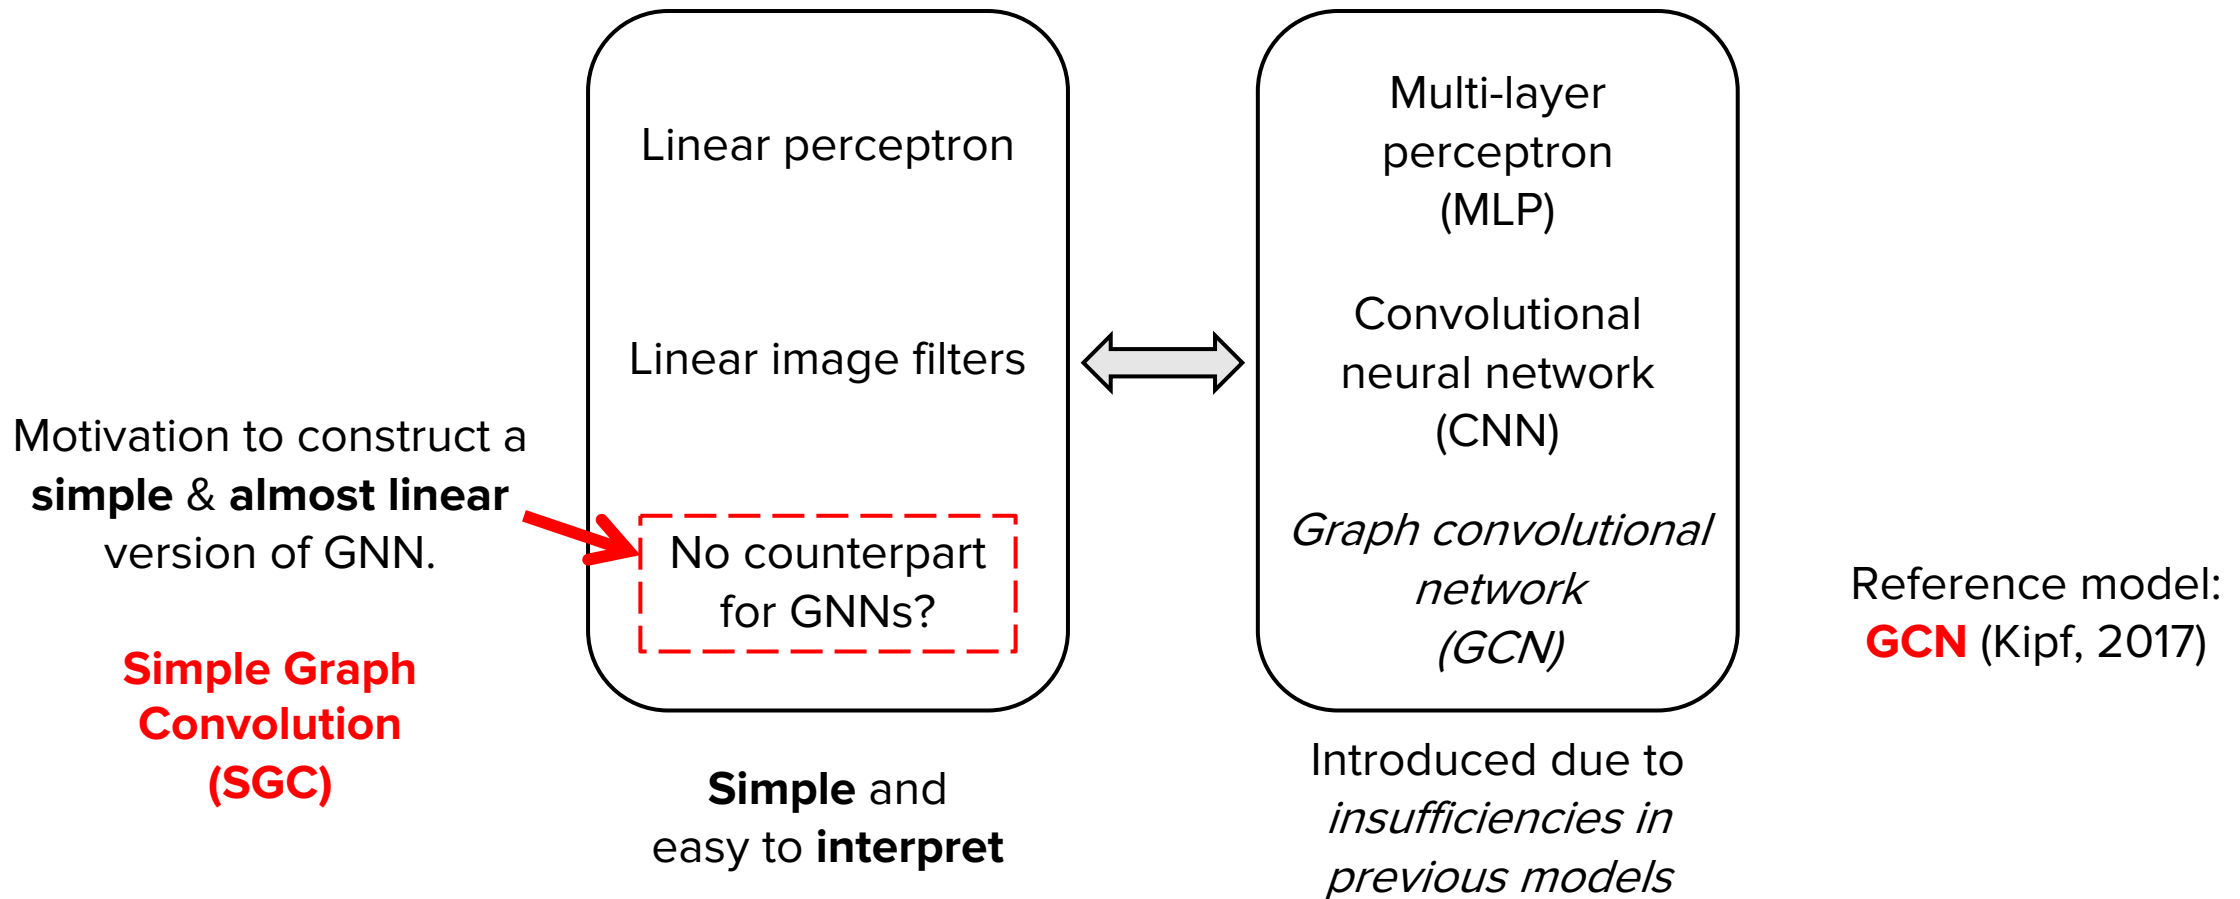 Motivation to construct a
simple & almost linear
version of GNN.
Simple Graph
Convolution
(SGC)
Linear perceptron
Linear image filters
No counterpart
for GNNs?
Simple and
easy to interpret
Multi-layer
perceptron
(MLP)
Convolutional
neural network
(CNN)
Graph convolutional
network
(GCN)
Introduced due to
insufficiencies in
previous models
Reference model:
GCN (Kipf, 2017)